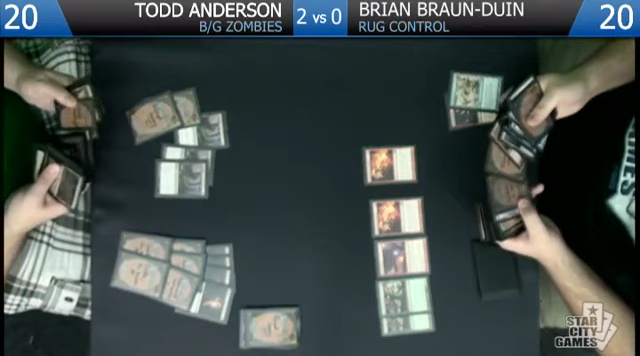 20
TODD ANDERSON
B/G ZOMBIES
2 vs 0
BRIAN BRAUN-DUIN
RUG CONTROL
20
STAR
CITY
GAMES